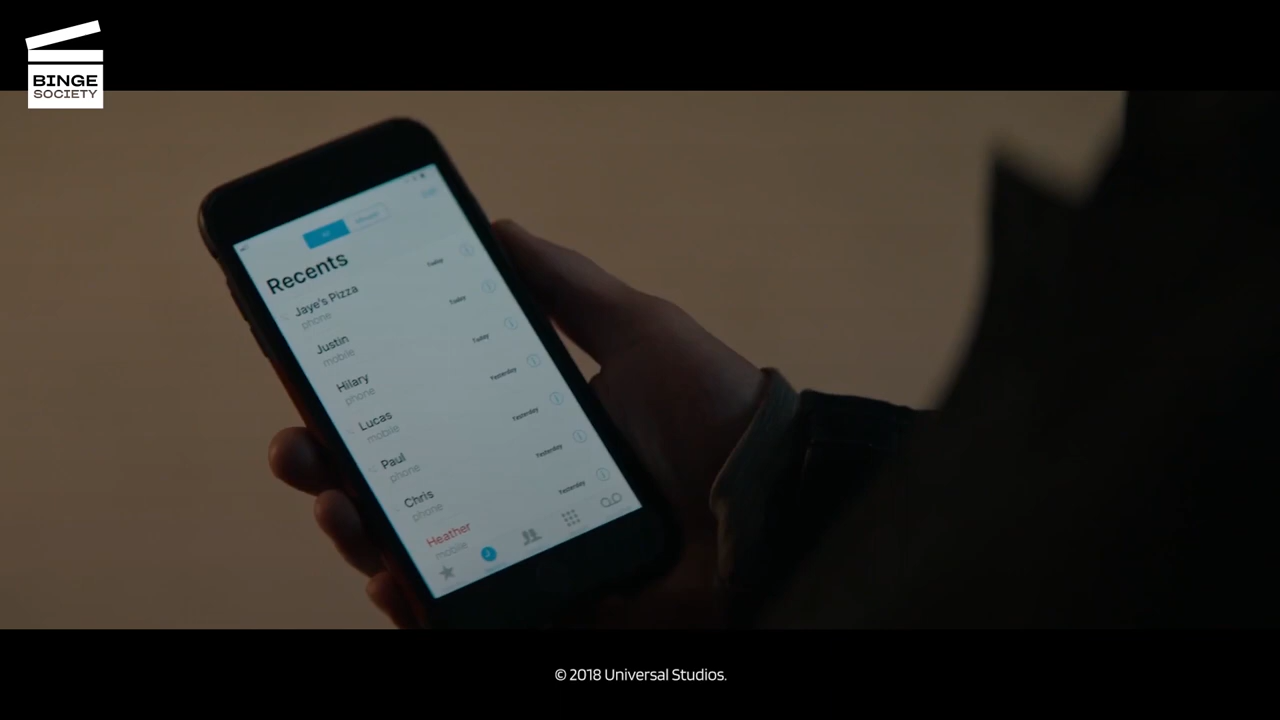 BINGE
SOCIETY
All
Recents
Jaye's Pizza
phone
Today
Justin
mobile
Today
Hilary
phone
Today
Lucas
mobile
Yesterday
Paul
phone
Yesterday
Chris
phone
Yesterday
Heather
mobile
Yesterday
© 2018 Universal Studios.